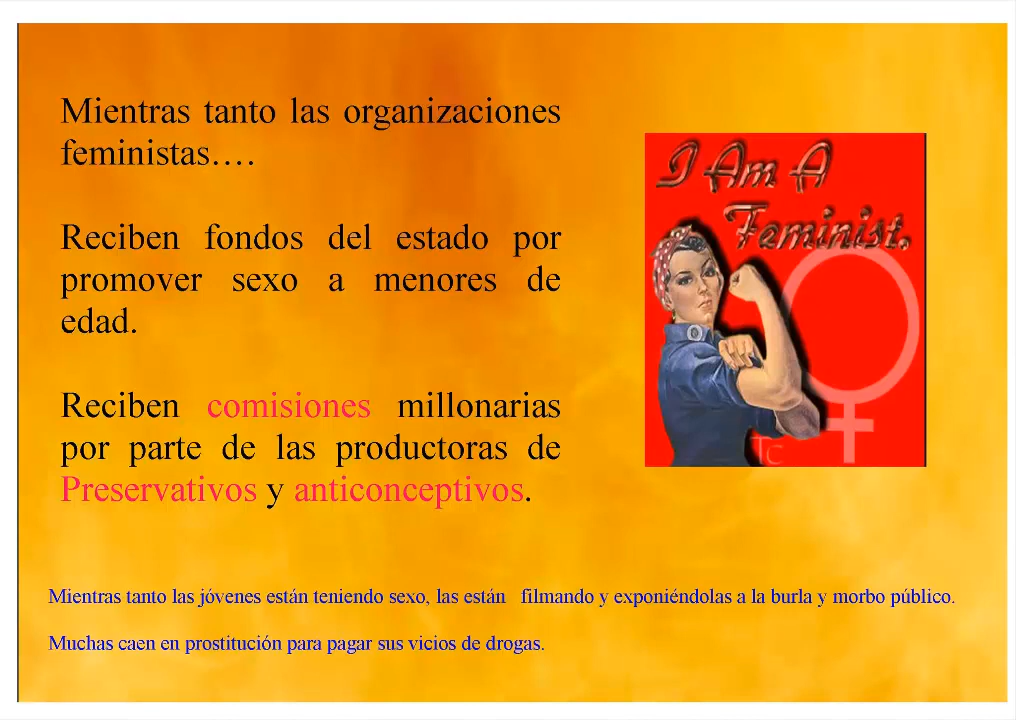 Mientras tanto las organizaciones
feministas….
Reciben fondos del estado por
promover sexo a menores de
edad.
Reciben comisiones millonarias
por parte de las productoras de
Preservativos y anticonceptivos.
I Am A
Feminist.
TC
Mientras tanto las jóvenes están teniendo sexo, las están filmando y exponiéndolas a la burla y morbo público.
Muchas caen en prostitución para pagar sus vicios de drogas.